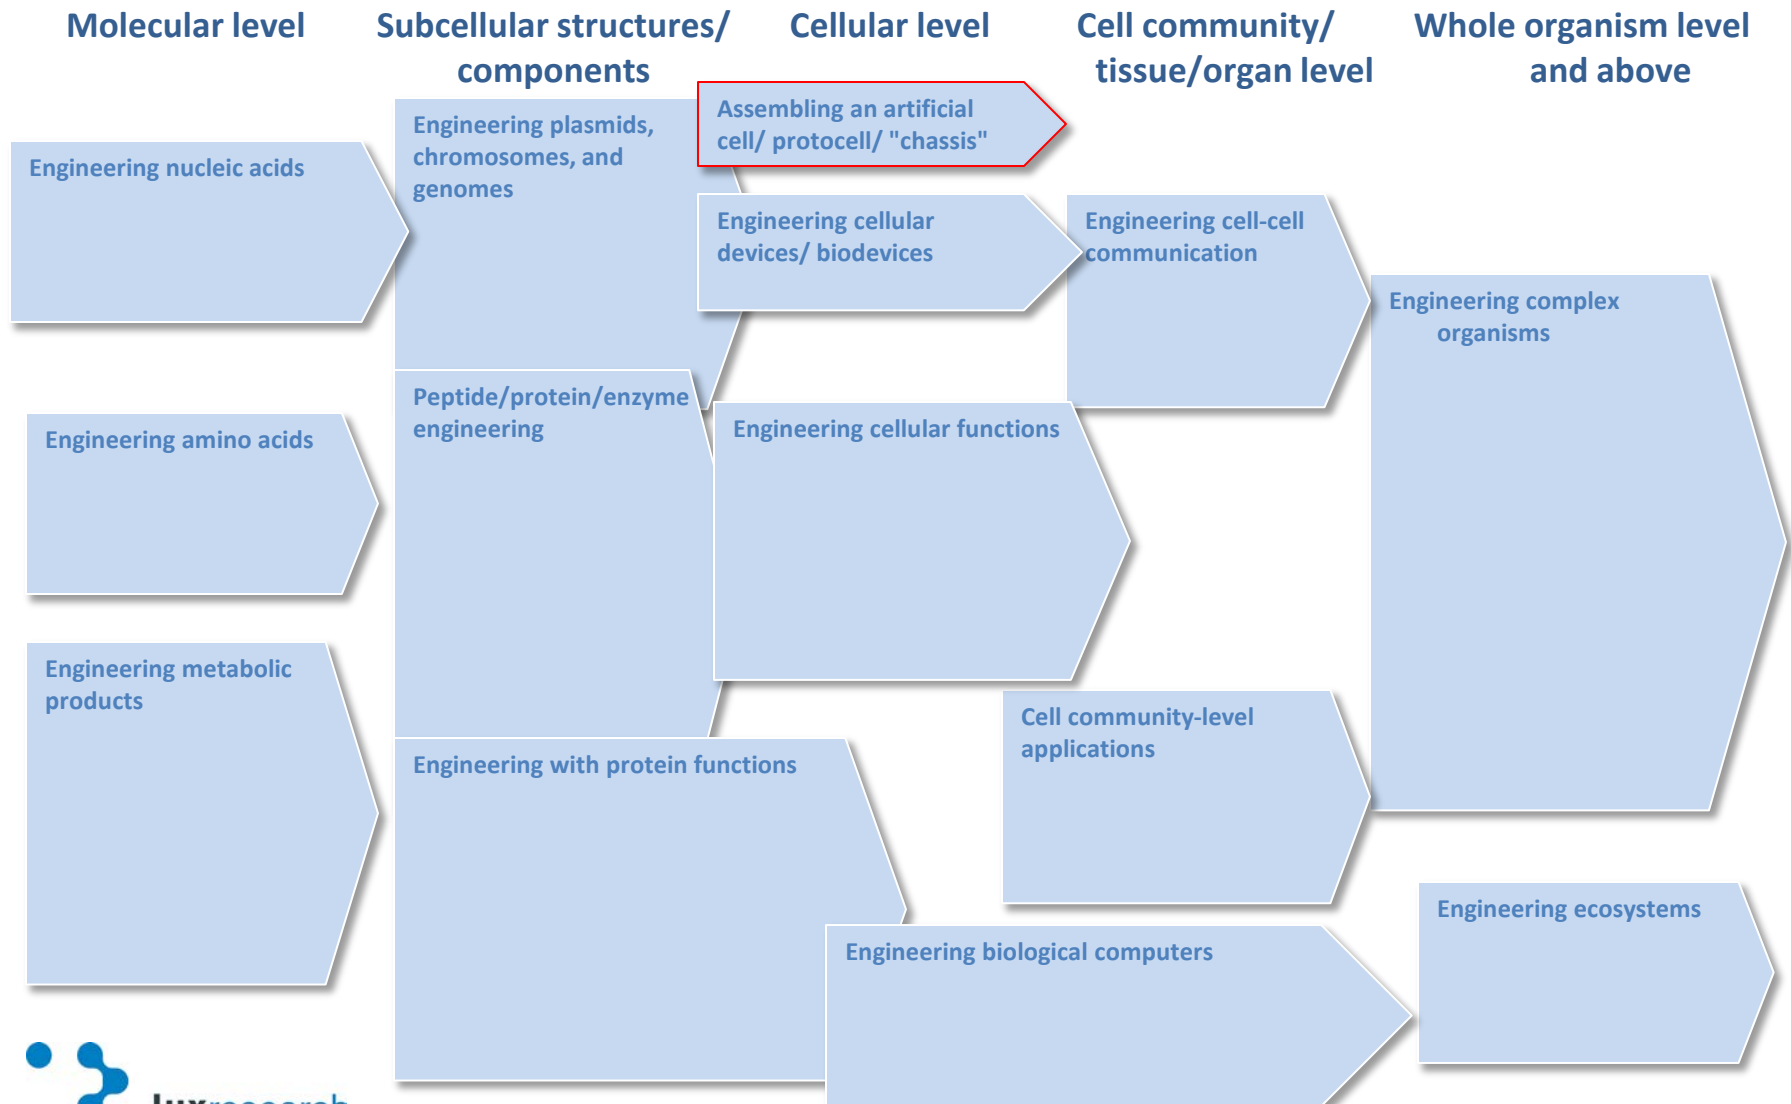 Molecular level
Subcellular structures/
components
Cellular level
Cell community/
tissue/organ level
Whole organism level
and above
Engineering nucleic acids
Engineering amino acids
Engineering metabolic
products
Engineering plasmids,
chromosomes, and
genomes
Peptide/protein/enzyme
engineering
Engineering with protein functions
Assembling an artificial
cell/ protocell/ "chassis"
Engineering cellular
devices/ biodevices
Engineering cellular functions
Engineering biological computers
Engineering cell-cell
communication
Cell community-level
applications
Engineering complex
organisms
Engineering ecosystems
luxresearch